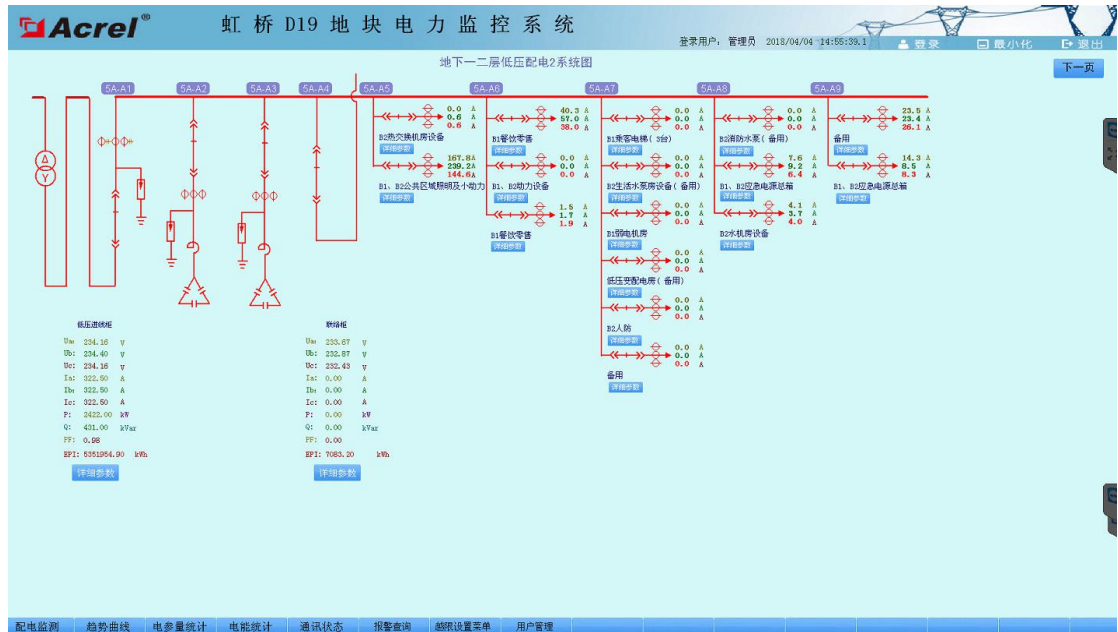 Acrel®
虹桥D19地块电力监控系统
登录用户: 管理员 2018/04/04 14:55:39.1
登录 最小化 退出
地下一二层低压配电2系统图
下一页
5A-A1 5A-A2 5A-A3 5A-A4 5A-A5 5A-A6 5A-A7 5A-A8 5A-A9
0.0 A
0.6 A
0.6 A
B2热交换机房设备
详细参数
167.8A
239.2A
144.6A
B1、B2公共区域照明及小动力
详细参数
40.3 A
57.0 A
38.0 A
B1餐饮零售
详细参数
0.0 A
0.0 A
0.0 A
B1、B2动力设备
详细参数
1.5 A
1.7 A
1.9 A
B1餐饮零售
详细参数
0.0 A
0.0 A
0.0 A
B1乘客电梯(3台)
详细参数
0.0 A
0.0 A
0.0 A
B2生活水泵房设备(备用)
详细参数
0.0 A
0.0 A
0.0 A
B1弱电机房
详细参数
0.0 A
0.0 A
0.0 A
低压变配电房(备用)
详细参数
0.0 A
0.0 A
0.0 A
B2人防
详细参数
0.0 A
0.0 A
0.0 A
备用
详细参数
0.0 A
0.0 A
0.0 A
B2消防水泵(备用)
详细参数
7.6 A
9.2 A
6.4 A
B1、B2应急电源总箱
详细参数
4.1 A
3.7 A
4.0 A
B2水机房设备
详细参数
23.5 A
23.4 A
26.1 A
备用
详细参数
14.3 A
8.5 A
8.3 A
B1、B2应急电源总箱
详细参数
Δ
Y
低压进线柜
Ua: 234.16 V
Ub: 234.40 V
Uc: 234.16 V
Ia: 322.50 A
Ib: 322.50 A
Ic: 322.50 A
P: 2422.00 kW
Q: 431.00 kVar
PF: 0.98
EPI: 5351954.90 kWh
详细参数
联络柜
Ua: 233.67 V
Ub: 232.87 V
Uc: 232.43 V
Ia: 0.00 A
Ib: 0.00 A
Ic: 0.00 A
P: 0.00 kW
Q: 0.00 kVar
PF: 0.00
EPI: 7083.20 kWh
详细参数
配电监测 趋势曲线 电参量统计 电能统计 通讯状态 报警查询 越限设置菜单 用户管理